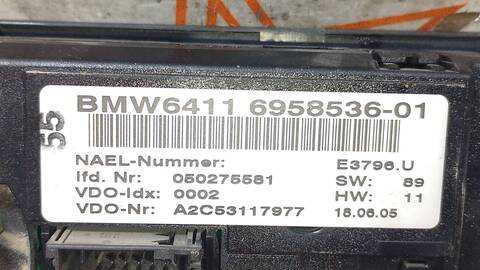 BMW6411 6958536-01
55
NAEL-Nummer: E3796.U
lfd. Nr: 050275581 SW: 89
VDO-Idx: 0002 HW: 11
VDO-Nr: A2C53117977 18.06.05